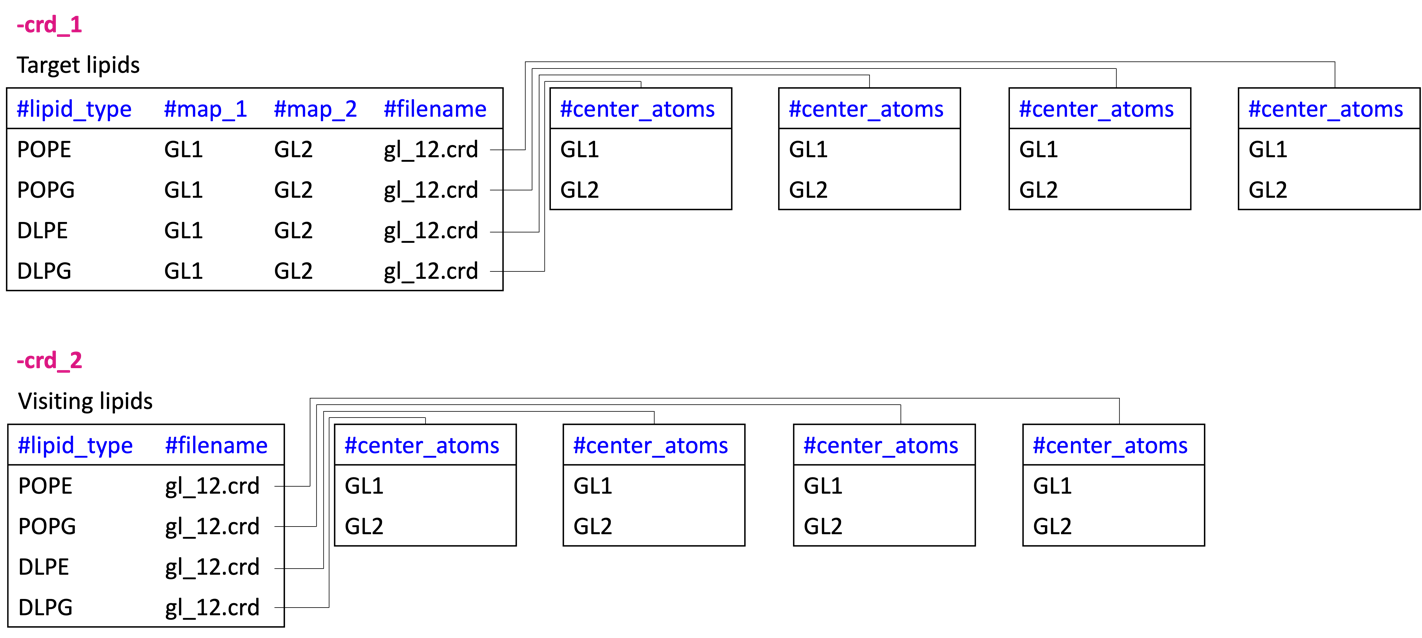 -crd_1
Target lipids
#lipid_type #map_1 #map_2 #filename #center_atoms #center_atoms #center_atoms #center_atoms
POPE GL1 GL2 gl_12.crd GL1 GL1 GL1 GL1
POPG GL1 GL2 gl_12.crd GL2 GL2 GL2 GL2
DLPE GL1 GL2 gl_12.crd
DLPG GL1 GL2 gl_12.crd
-crd_2
Visiting lipids
#lipid_type #filename #center_atoms #center_atoms #center_atoms #center_atoms
POPE gl_12.crd GL1 GL1 GL1 GL1
POPG gl_12.crd GL2 GL2 GL2 GL2
DLPE gl_12.crd
DLPG gl_12.crd